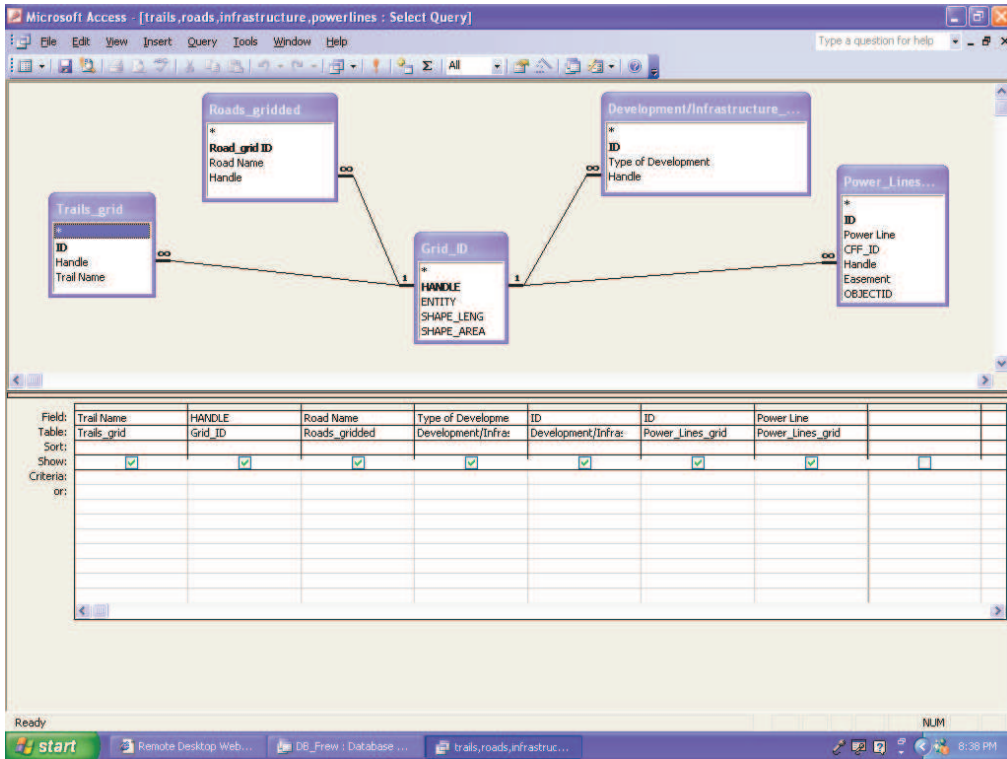 Microsoft Access - [trails,roads,infrastructure,powerlines : Select Query]
File Edit View Insert Query Tools Window Help
Type a question for help
All
Roads_gridded
*
Road_grid ID
Road Name
Handle
Development/Infrastructure_...
*
ID
Type of Development
Handle
Trails_grid
*
ID
Handle
Trail Name
Power_Lines...
*
ID
Power Line
CFF_ID
Handle
Easement
OBJECTID
Grid_ID
*
HANDLE
ENTITY
SHAPE_LENG
SHAPE_AREA
∞ ∞ ∞ ∞ 1 1
Field: Trail Name HANDLE Road Name Type of Developme ID ID Power Line
Table: Trails_grid Grid_ID Roads_gridded Development/Infra: Development/Infra: Power_Lines_grid Power_Lines_grid
Sort:
Show:
Criteria:
or:
Ready
NUM
start Remote Desktop Web... DB_Frew : Database ... trails,roads,infrastruc... 8:38 PM